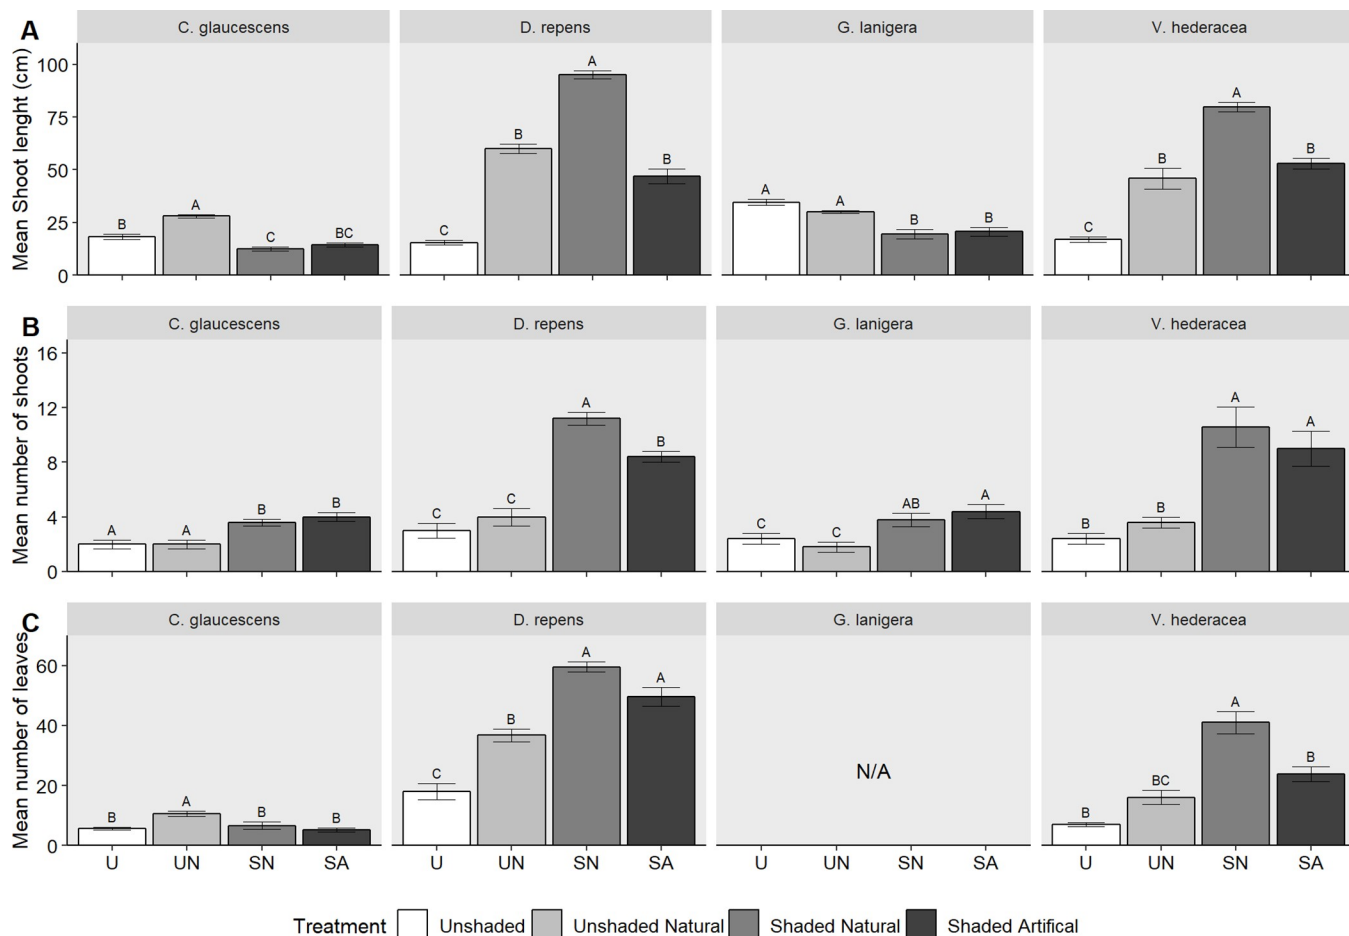 A
C. glaucescens D. repens G. lanigera V. hederacea
Mean Shoot lenght (cm)
100
75
50
25
0
B A C BC
C B A B
A A B B
C B A B
B
C. glaucescens D. repens G. lanigera V. hederacea
Mean number of shoots
16
12
8
4
0
A A B B
C C A B
C C AB A
B B A A
C
C. glaucescens D. repens G. lanigera V. hederacea
Mean number of leaves
60
40
20
0
B A B B
C B A A
N/A
B BC A B
U UN SN SA U UN SN SA U UN SN SA U UN SN SA
Treatment Unshaded Unshaded Natural Shaded Natural Shaded Artifical